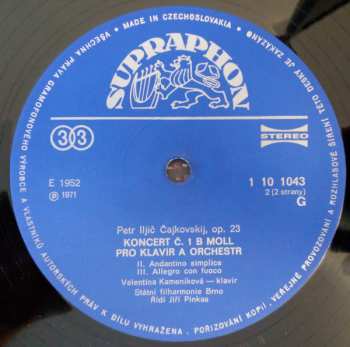 MADE IN CZECHOSLOVAKIA
VŠECHNA PRÁVA GRAMOFONOVÉHO VÝROBCE A VLASTNÍKŮ AUTORSKÝCH PRÁV K DÍLU VYHRAŽENA. POŘIZOVÁNÍ KOPIÍ, VEŘEJNÉ PROVOZOVÁNÍ A ROZHLASOVÉ ŠÍŘENÍ TÉTO DESKY JE ZAKÁZÁNO
SUPRAPHON
33
STEREO
E 1952
℗ 1971
1 10 1043
2 (2 strany)
G
Petr Iljič Čajkovskij, op. 23
KONCERT Č. 1 B MOLL
PRO KLAVÍR A ORCHESTR
II. Andantino simplice
III. Allegro con fuoco
Valentina Kameníková — klavír
Státní filharmonie Brno
Řídí Jiří Pinkas